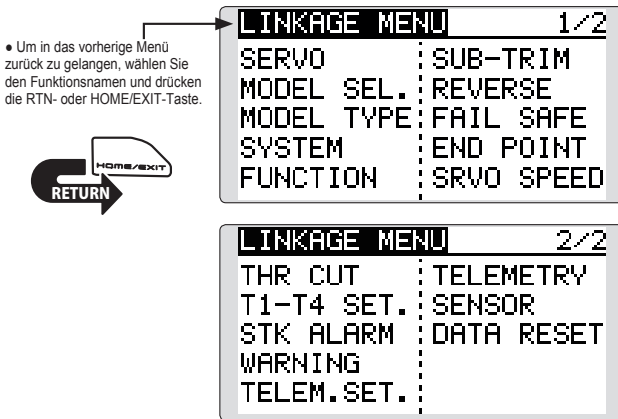 ● Um in das vorherige Menü
zurück zu gelangen, wählen Sie
den Funktionsnamen und drücken
die RTN- oder HOME/EXIT-Taste.
HOME/EXIT
RETURN
LINKAGE MENU 1/2
SERVO SUB-TRIM
MODEL SEL. REVERSE
MODEL TYPE FAIL SAFE
SYSTEM END POINT
FUNCTION SRVO SPEED
LINKAGE MENU 2/2
THR CUT TELEMETRY
T1-T4 SET. SENSOR
STK ALARM DATA RESET
WARNING
TELEM.SET.